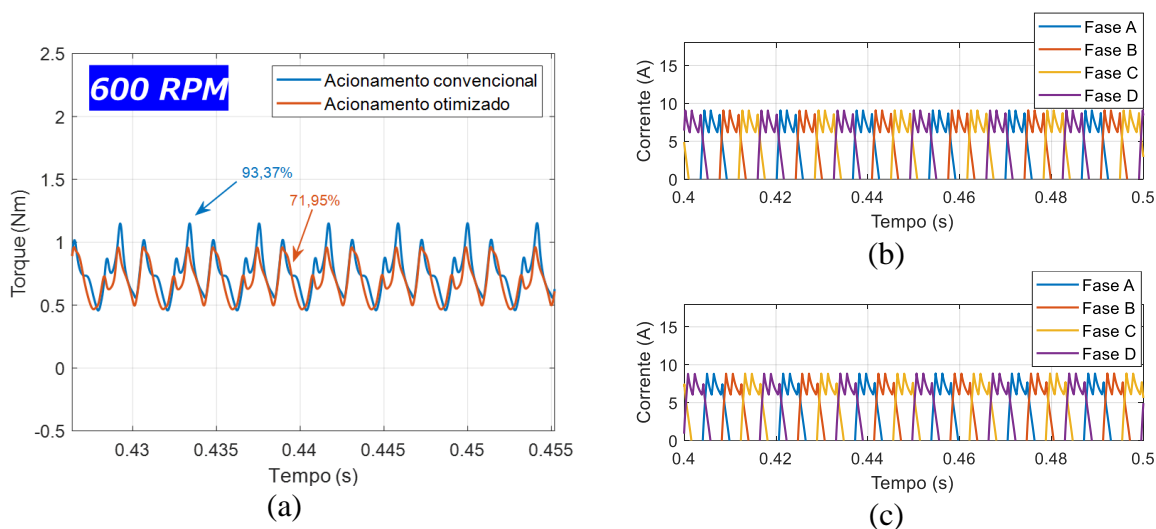 600 RPM
Acionamento convencional
Acionamento otimizado
93,37%
71,95%
Torque (Nm)
2.5
2
1.5
1
0.5
0
-0.5
0.43
0.435
0.44
0.445
0.45
0.455
Tempo (s)
(a)
Fase A
Fase B
Fase C
Fase D
Corrente (A)
15
10
5
0
0.4
0.42
0.44
0.46
0.48
0.5
Tempo (s)
(b)
Fase A
Fase B
Fase C
Fase D
Corrente (A)
15
10
5
0
0.4
0.42
0.44
0.46
0.48
0.5
Tempo (s)
(c)